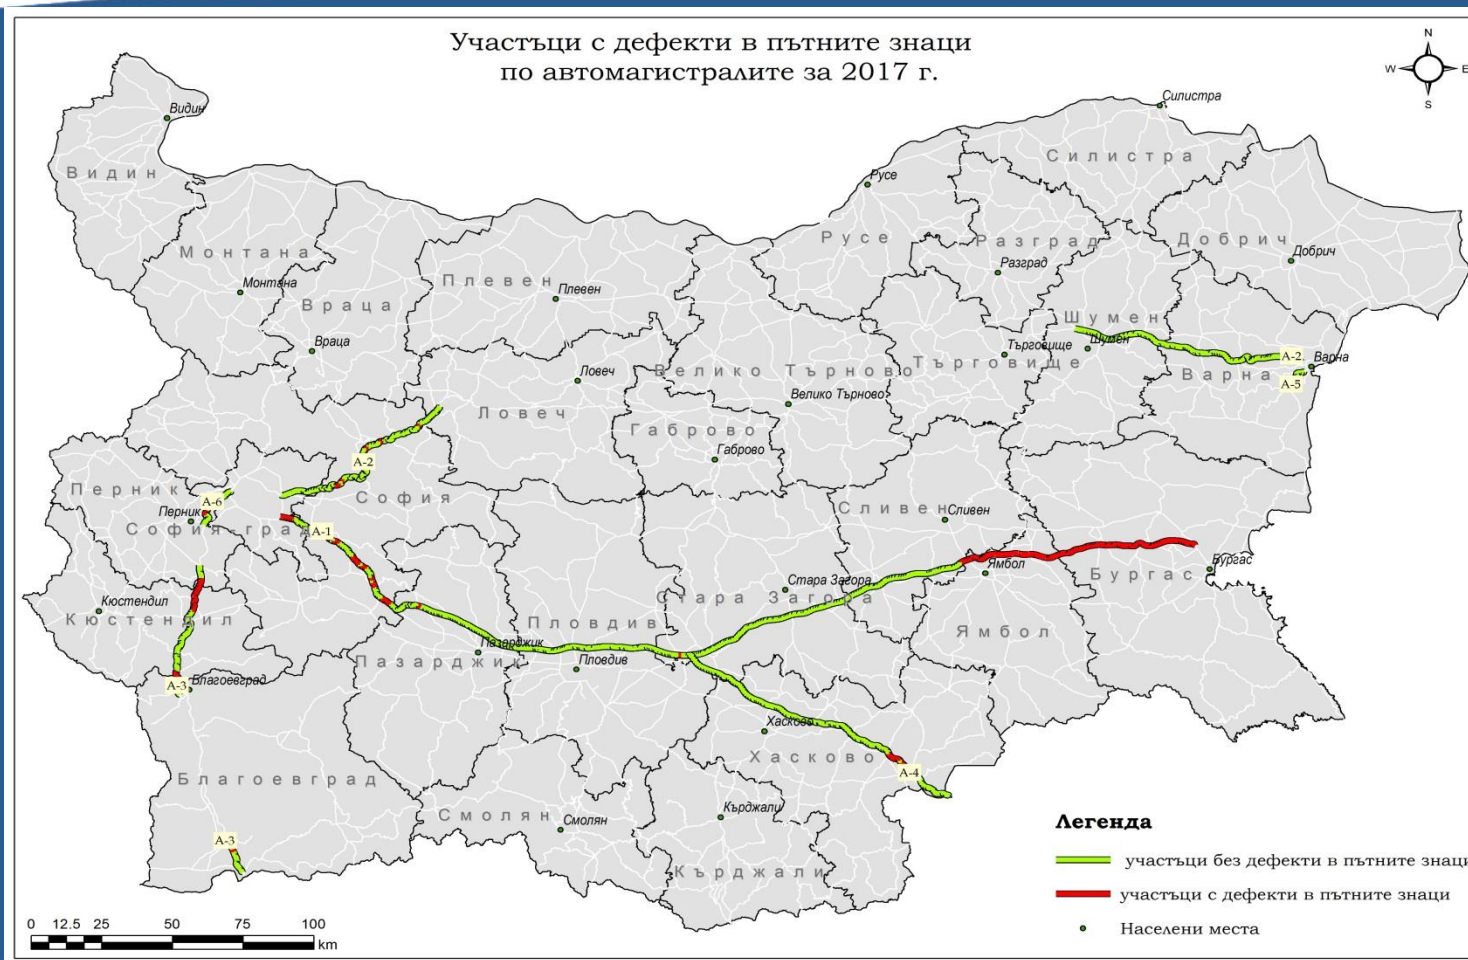 Участъци с дефекти в пътните знаци
по автомагистралите за 2017 г.
N
W E
S
Силистра
Видин
Силистра
Видин
Русе
Русе
Разград
Добрич
Добрич
Монтана
Разград
Монтана
Плевен
Плевен
Враца
Шумен
Враца
Търговище
Шумен
А-2
Варна
Ловеч
Велико Търново
Търговище
Варна
А-5
Велико Търново
Ловеч
Габрово
Габрово
А-2
Перник
София
А-6
Перник
София-град
А-1
Сливен
Сливен
Бургас
Ямбол
Бургас
Стара Загора
Стара Загора
Кюстендил
Кюстендил
Пловдив
Ямбол
Пазарджик
Пазарджик
Пловдив
А-3
Благоевград
Хасково
Хасково
А-4
Благоевград
Кърджали
Смолян
Смолян
А-3
Кърджали
Легенда
участъци без дефекти в пътните знаци
участъци с дефекти в пътните знаци
Населени места
0 12.5 25 50 75 100
km